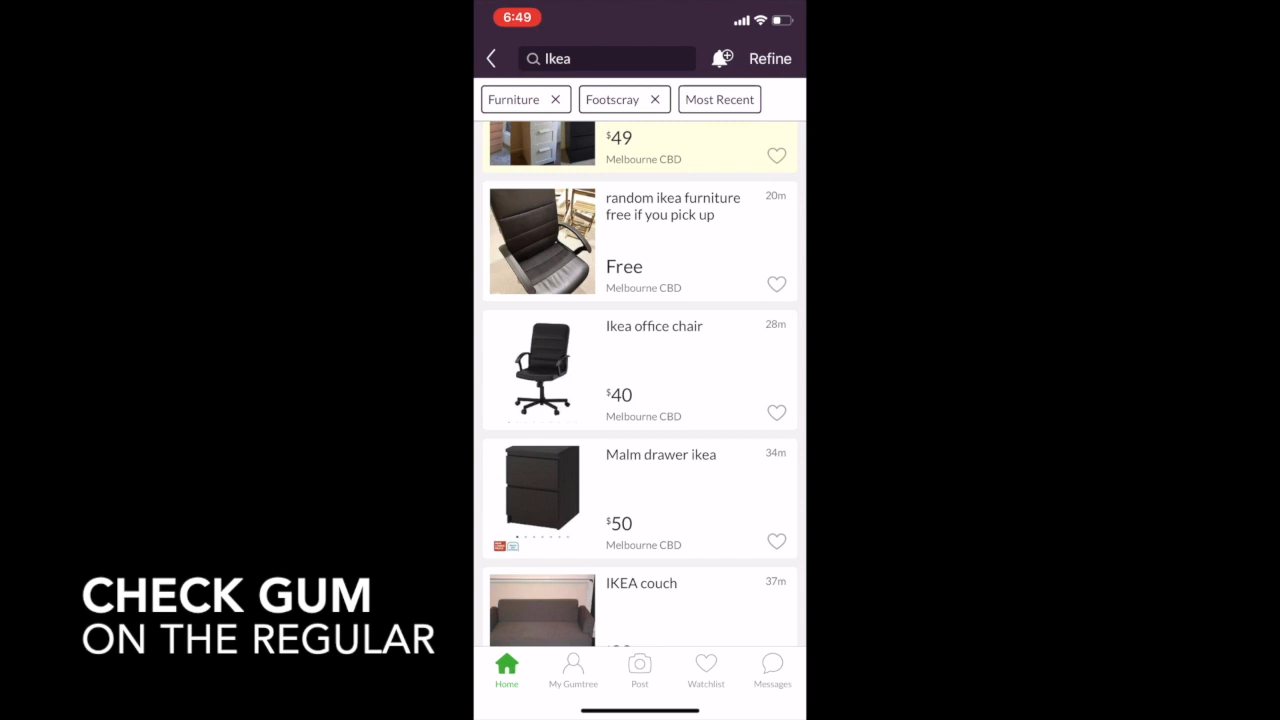 6:49
Ikea
Refine
Furniture
Footscray
Most Recent
$49
Melbourne CBD
random ikea furniture
20m
free if you pick up
Free
Melbourne CBD
Ikea office chair
28m
$40
Melbourne CBD
Malm drawer ikea
34m
$50
Melbourne CBD
IKEA couch
37m
CHECK GUM
ON THE REGULAR
Home
My Gumtree
Post
Watchlist
Messages